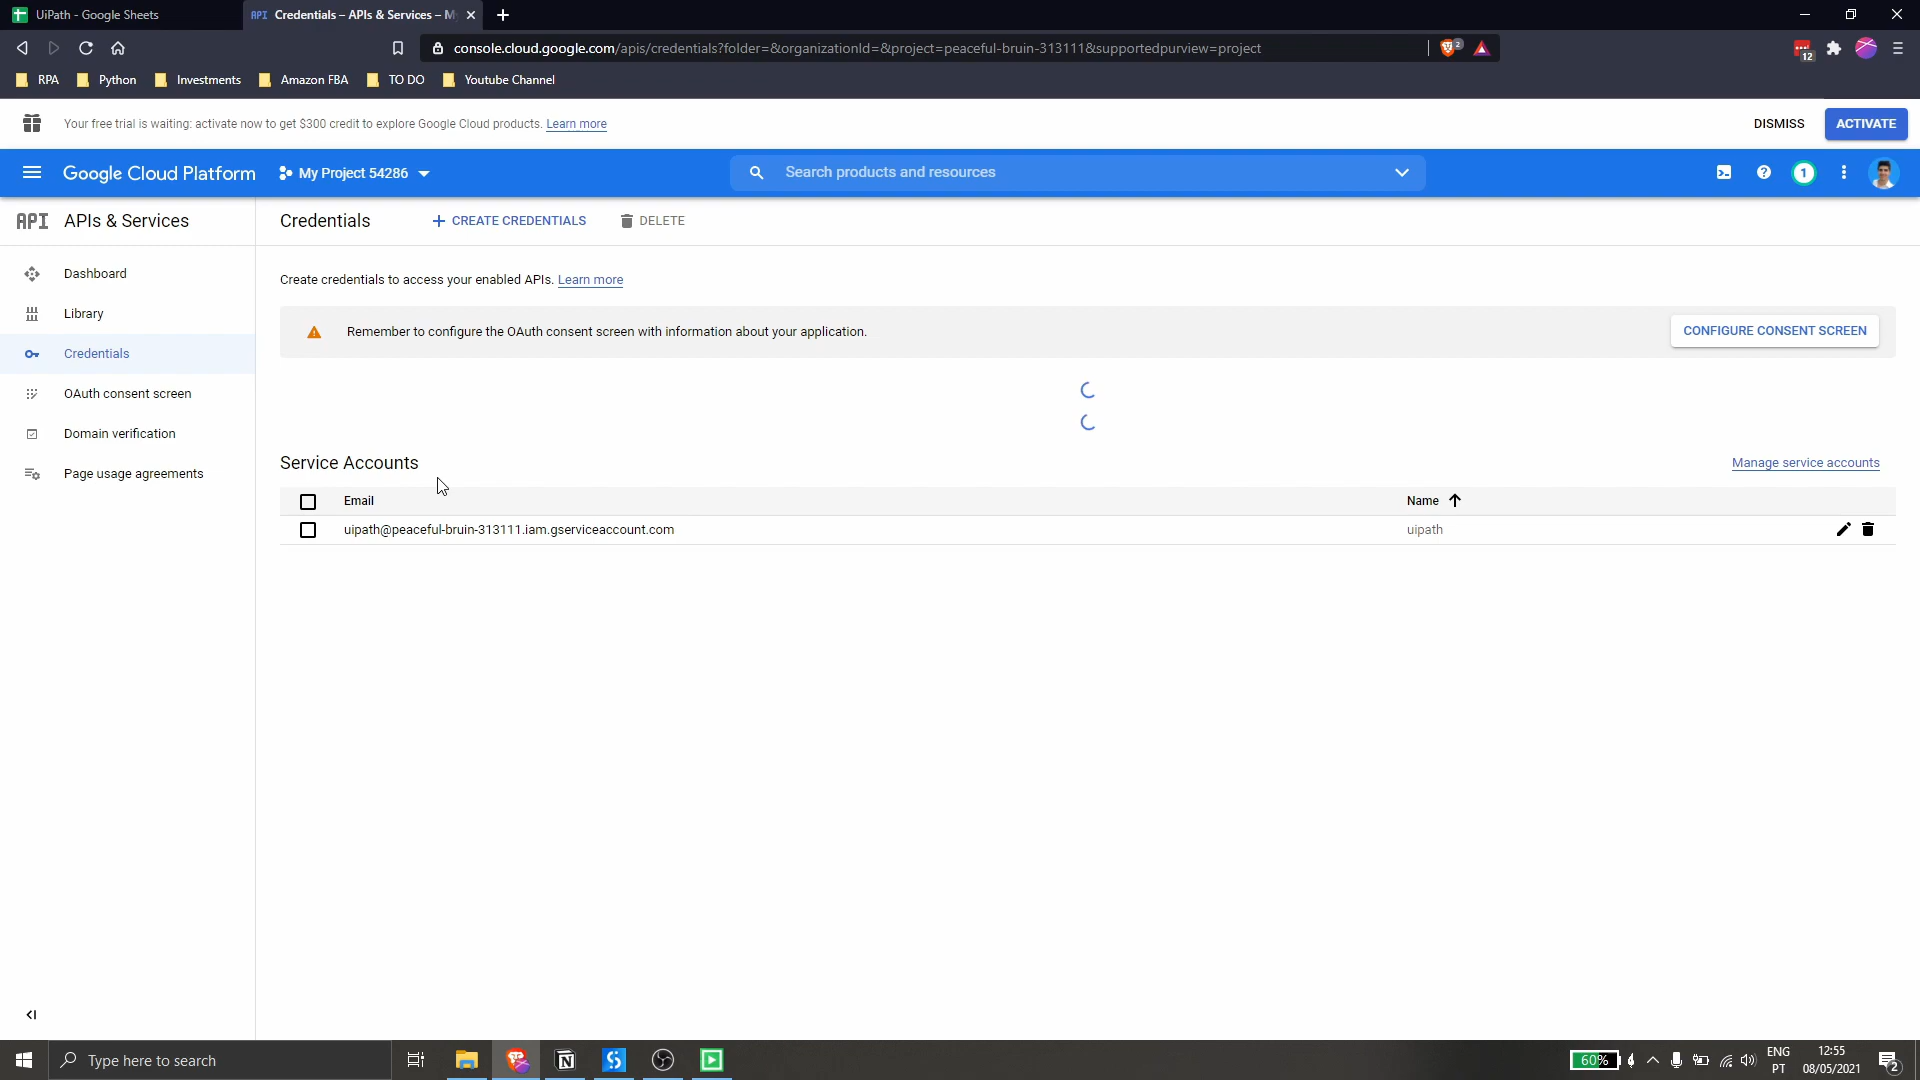 UiPath - Google Sheets
API Credentials – APIs & Services – M
console.cloud.google.com/apis/credentials?folder=&organizationId=&project=peaceful-bruin-313111&supportedpurview=project
2
12
RPA
Python
Investments
Amazon FBA
TO DO
Youtube Channel
Your free trial is waiting: activate now to get $300 credit to explore Google Cloud products. Learn more
DISMISS
ACTIVATE
Google Cloud Platform
My Project 54286
Search products and resources
1
API APIs & Services
Credentials
CREATE CREDENTIALS
DELETE
Dashboard
Library
Credentials
OAuth consent screen
Domain verification
Page usage agreements
Create credentials to access your enabled APIs. Learn more
Remember to configure the OAuth consent screen with information about your application.
CONFIGURE CONSENT SCREEN
Service Accounts
Manage service accounts
Email
Name
uipath@peaceful-bruin-313111.iam.gserviceaccount.com
uipath
Type here to search
60%
ENG
PT
12:55
08/05/2021
2